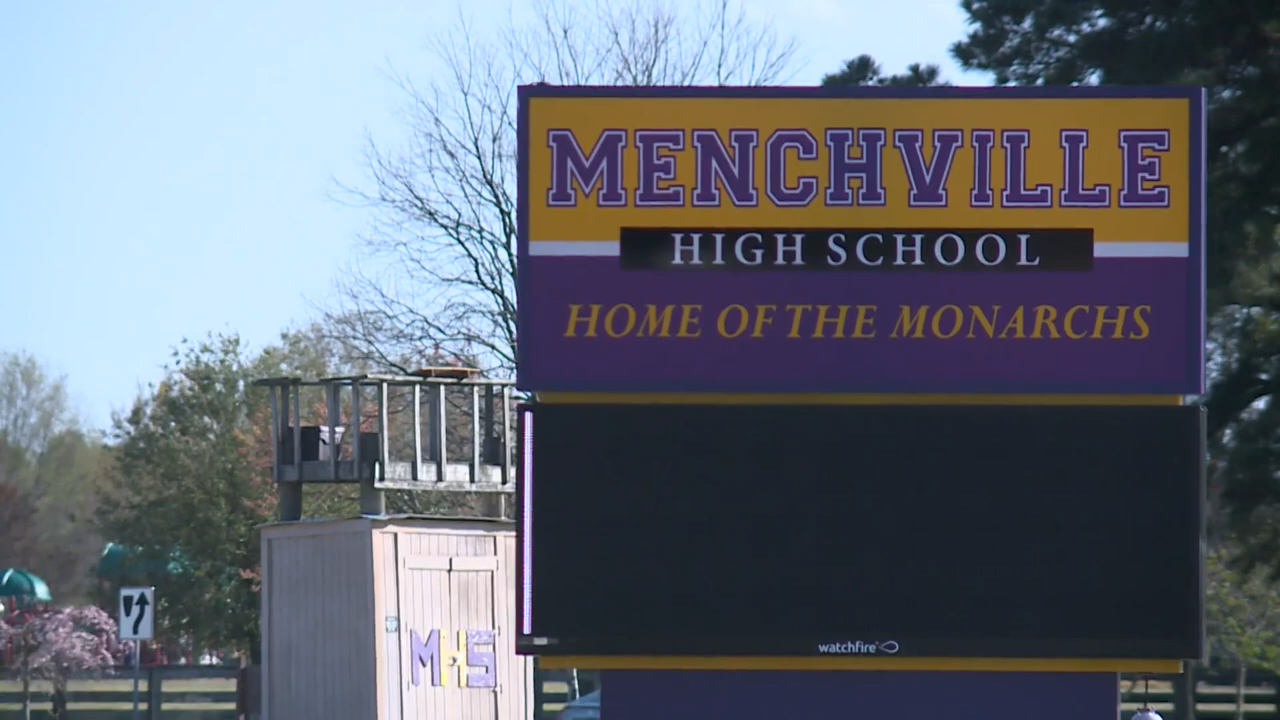 MENCHVILLE
HIGH SCHOOL
HOME OF THE MONARCHS
watchfire
MHS